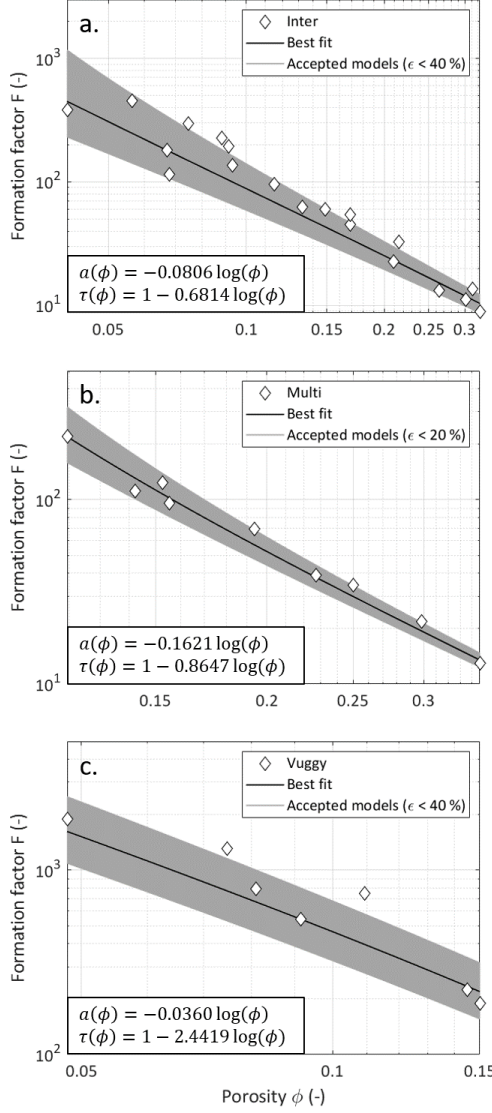 a.
Inter
Best fit
Accepted models (ϵ < 40 %)
Formation factor F (-)
10³
10²
10¹
a(ϕ) = −0.0806 log(ϕ)
τ(ϕ) = 1 − 0.6814 log(ϕ)
0.05 0.1 0.15 0.2 0.25 0.3
b.
Multi
Best fit
Accepted models (ϵ < 20 %)
Formation factor F (-)
10²
10¹
a(ϕ) = −0.1621 log(ϕ)
τ(ϕ) = 1 − 0.8647 log(ϕ)
0.15 0.2 0.25 0.3
c.
Vuggy
Best fit
Accepted models (ϵ < 40 %)
Formation factor F (-)
10³
10²
a(ϕ) = −0.0360 log(ϕ)
τ(ϕ) = 1 − 2.4419 log(ϕ)
0.05 0.1 0.15
Porosity ϕ (-)